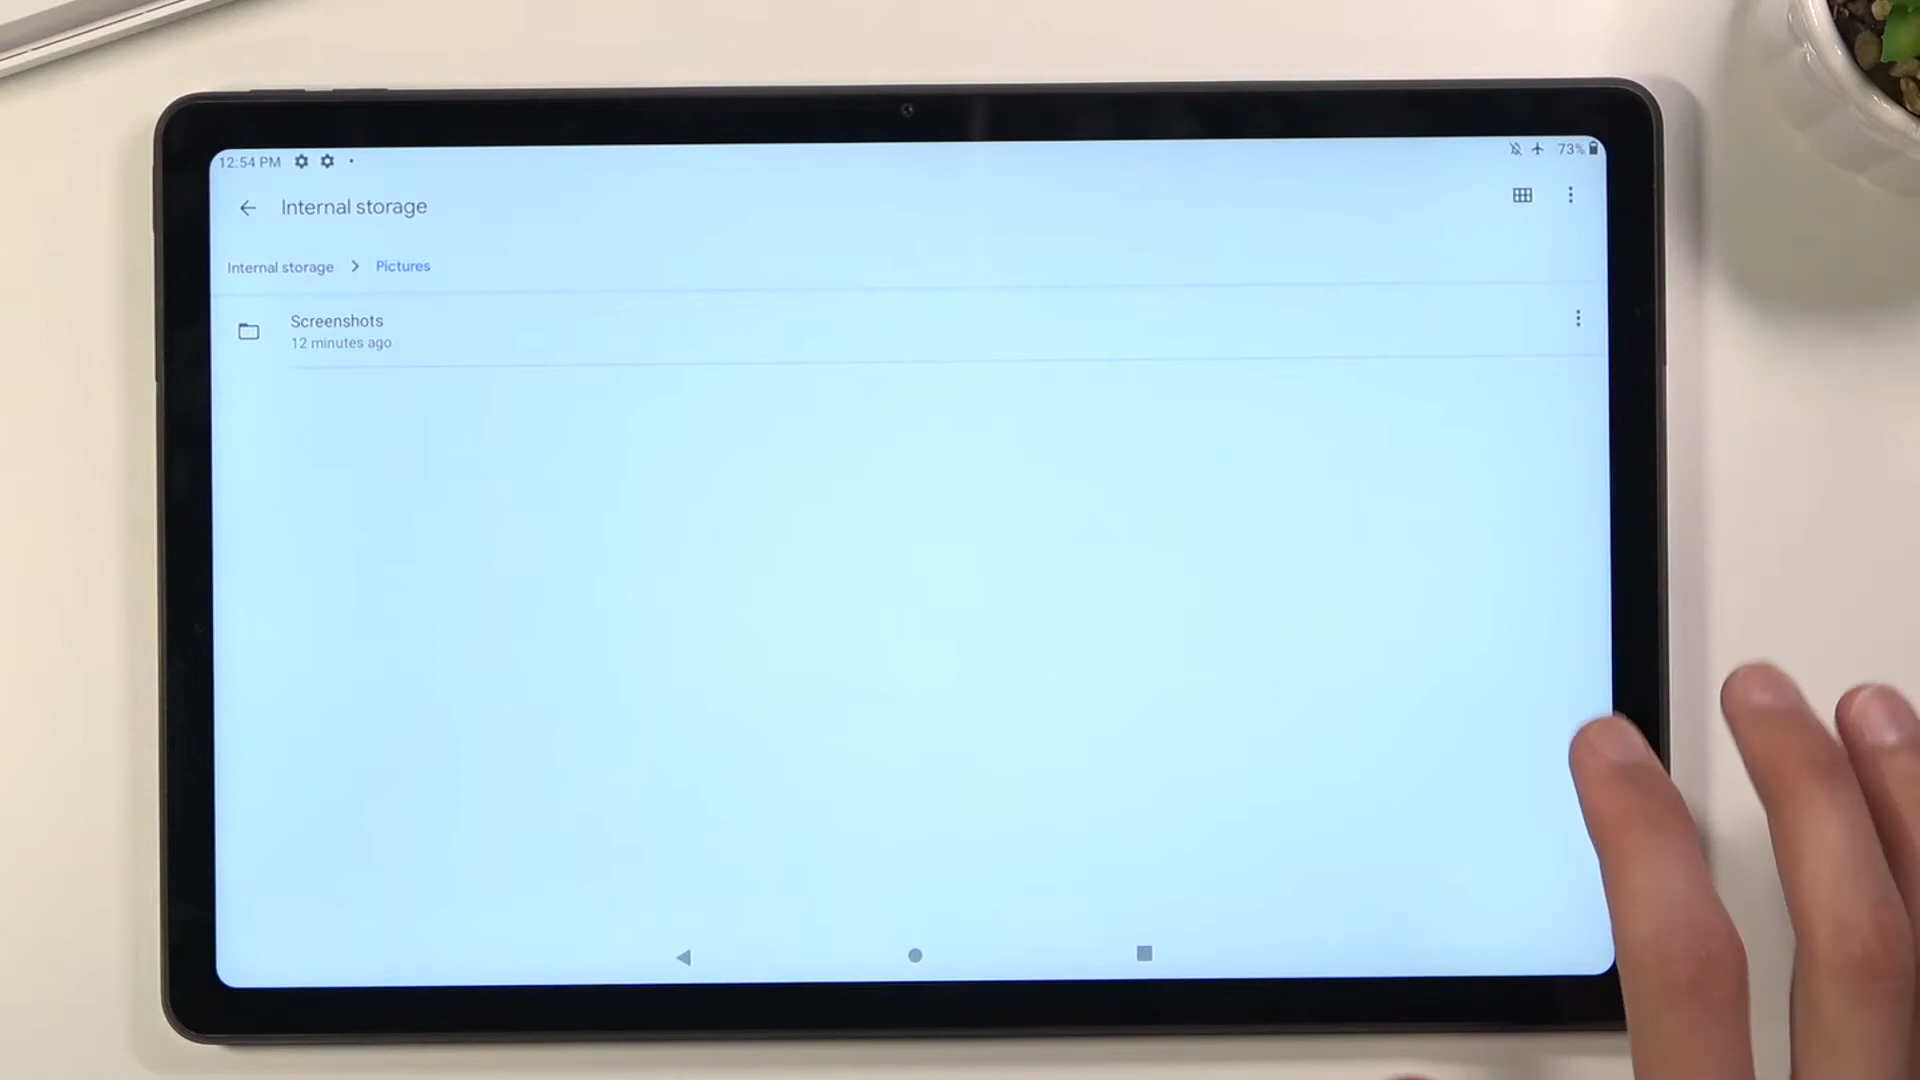 12:54 PM
73%
Internal storage
Internal storage > Pictures
Screenshots
12 minutes ago